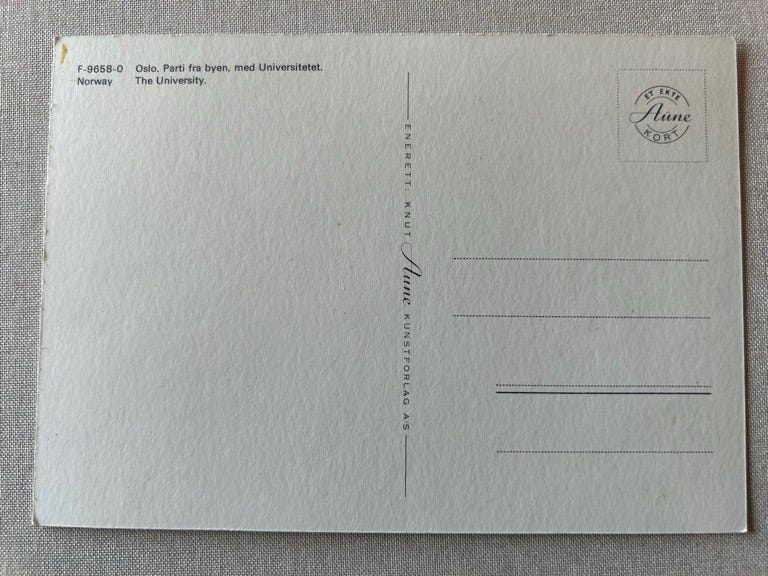 F-9658-0 Oslo. Parti fra byen, med Universitetet.
Norway The University.
ET EKTE
Aune
KORT
ENERETT: KNUT Aune KUNSTFORLAG A/S